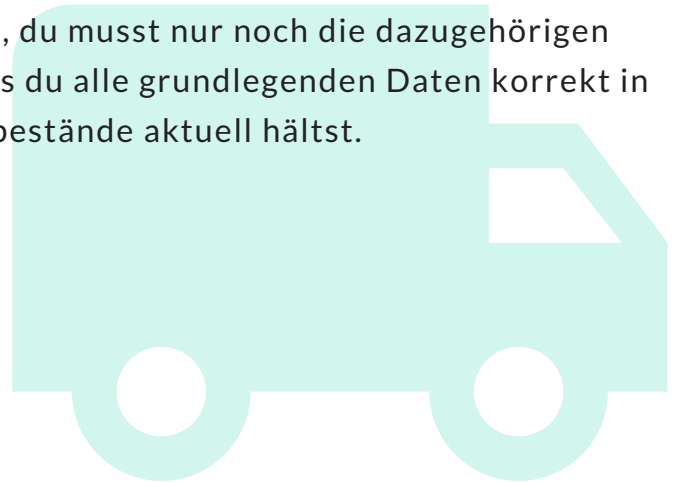 , du musst nur noch die dazugehörigen
s du alle grundlegenden Daten korrekt in
bestände aktuell hältst.